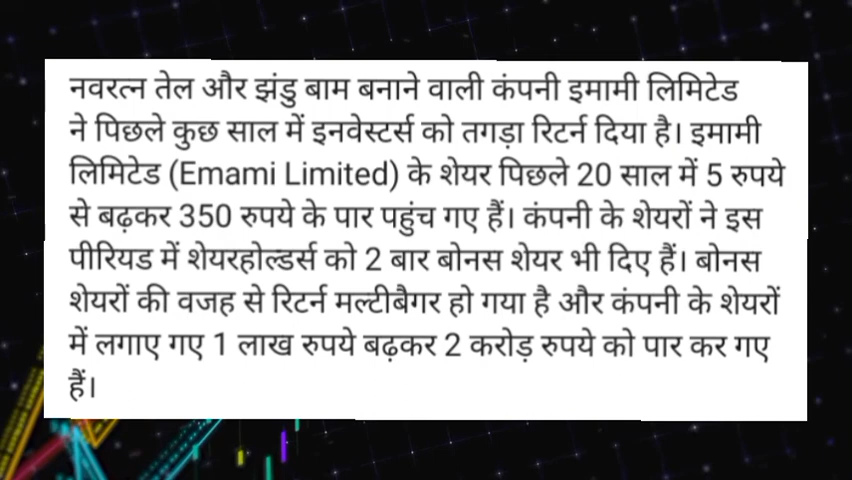 नवरत्न तेल और झंडु बाम बनाने वाली कंपनी इमामी लिमिटेड
ने पिछले कुछ साल में इनवेस्टर्स को तगड़ा रिटर्न दिया है। इमामी
लिमिटेड (Emami Limited) के शेयर पिछले 20 साल में 5 रुपये
से बढ़कर 350 रुपये के पार पहुंच गए हैं। कंपनी के शेयरों ने इस
पीरियड में शेयरहोल्डर्स को 2 बार बोनस शेयर भी दिए हैं। बोनस
शेयरों की वजह से रिटर्न मल्टीबैगर हो गया है और कंपनी के शेयरों
में लगाए गए 1 लाख रुपये बढ़कर 2 करोड़ रुपये को पार कर गए
हैं।